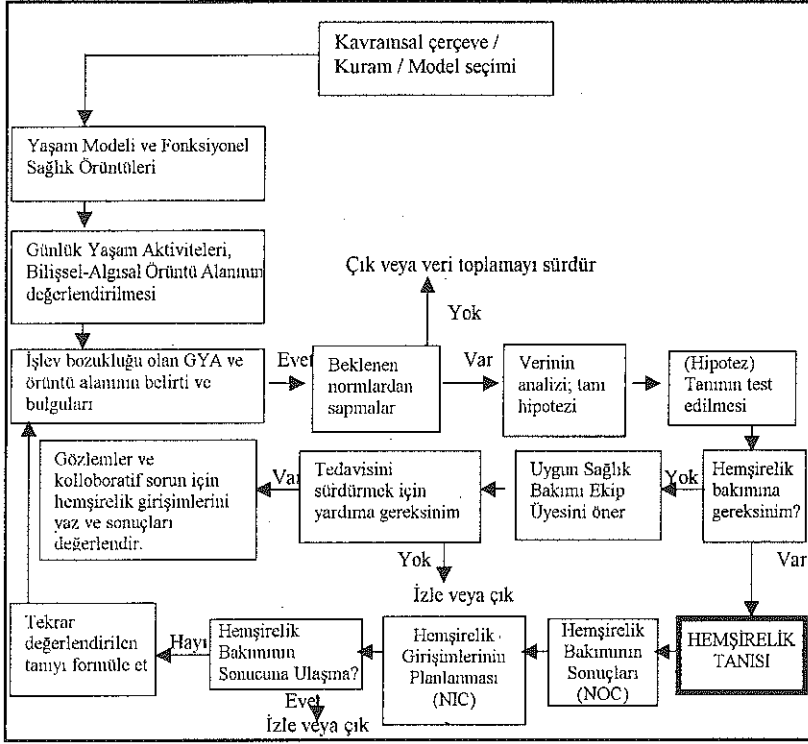 Kavramsal çerçeve /
Kuram / Model seçimi
Yaşam Modeli ve Fonksiyonel
Sağlık Örüntüleri
Günlük Yaşam Aktiviteleri,
Bilişsel-Algısal Örüntü Alanının
değerlendirilmesi
Çık veya veri toplamayı sürdür
Yok
İşlev bozukluğu olan GYA ve
örüntü alanının belirti ve
bulguları
Evet
Beklenen
normlardan
sapmalar
Var
Verinin
analizi; tanı
hipotezi
(Hipotez)
Tanının test
edilmesi
Gözlemler ve
kolloboratif sorun için
hemşirelik girişimlerini
yaz ve sonuçları
değerlendir.
Var
Tedavisini
sürdürmek için
yardıma gereksinim
Uygun Sağlık
Bakımı Ekip
Üyesini öner
Yok
Hemşirelik
bakımına
gereksinim?
Yok
İzle veya çık
Var
Tekrar
değerlendirilen
tanıyı formüle et
Hayı
Hemşirelik
Bakımının
Sonucuna Ulaşma?
Hemşirelik
Girişimlerinin
Planlanması
(NIC)
Hemşirelik
Bakımının
Sonuçları
(NOC)
HEMŞİRELİK
TANISI
Evet
İzle veya çık